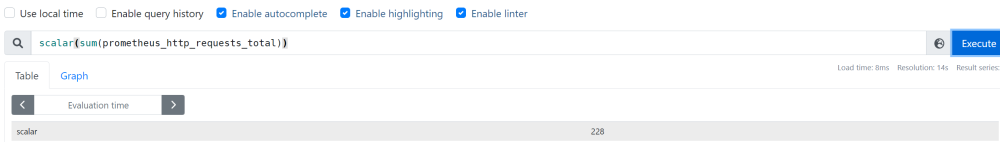 Use local time Enable query history Enable autocomplete Enable highlighting Enable linter
scalar(sum(prometheus_http_requests_total)) Execute
Table Graph Load time: 8ms Resolution: 14s Result series:
Evaluation time
scalar 228